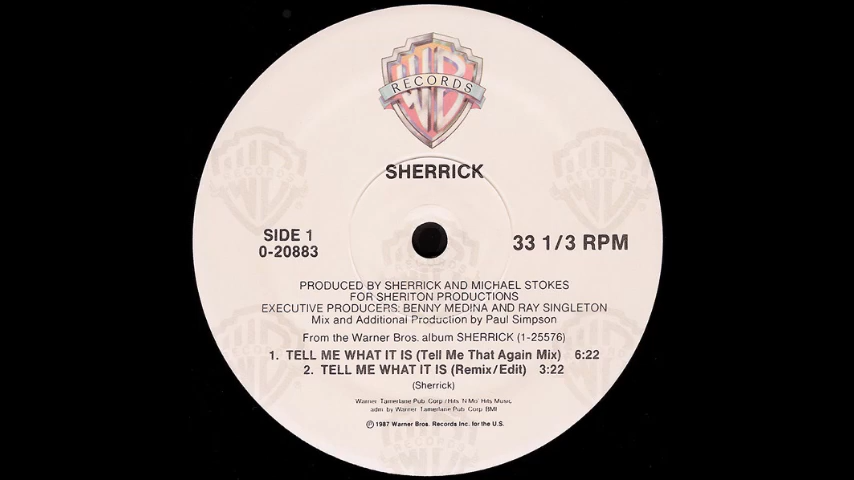 RECORDS
SHERRICK
SIDE 1
0-20883
33 1/3 RPM
PRODUCED BY SHERRICK AND MICHAEL STOKES
FOR SHERITON PRODUCTIONS
EXECUTIVE PRODUCERS: BENNY MEDINA AND RAY SINGLETON
Mix and Additional Production by Paul Simpson
From the Warner Bros. album SHERRICK (1-25576)
1. TELL ME WHAT IT IS (Tell Me That Again Mix) 6:22
2. TELL ME WHAT IT IS (Remix/Edit) 3:22
(Sherrick)
Warner Tamerlane Pub. Corp./Hits 'N Mo' Hits Music
adm. by Warner Tamerlane Pub. Corp. BMI
℗ 1987 Warner Bros. Records Inc. for the U.S.